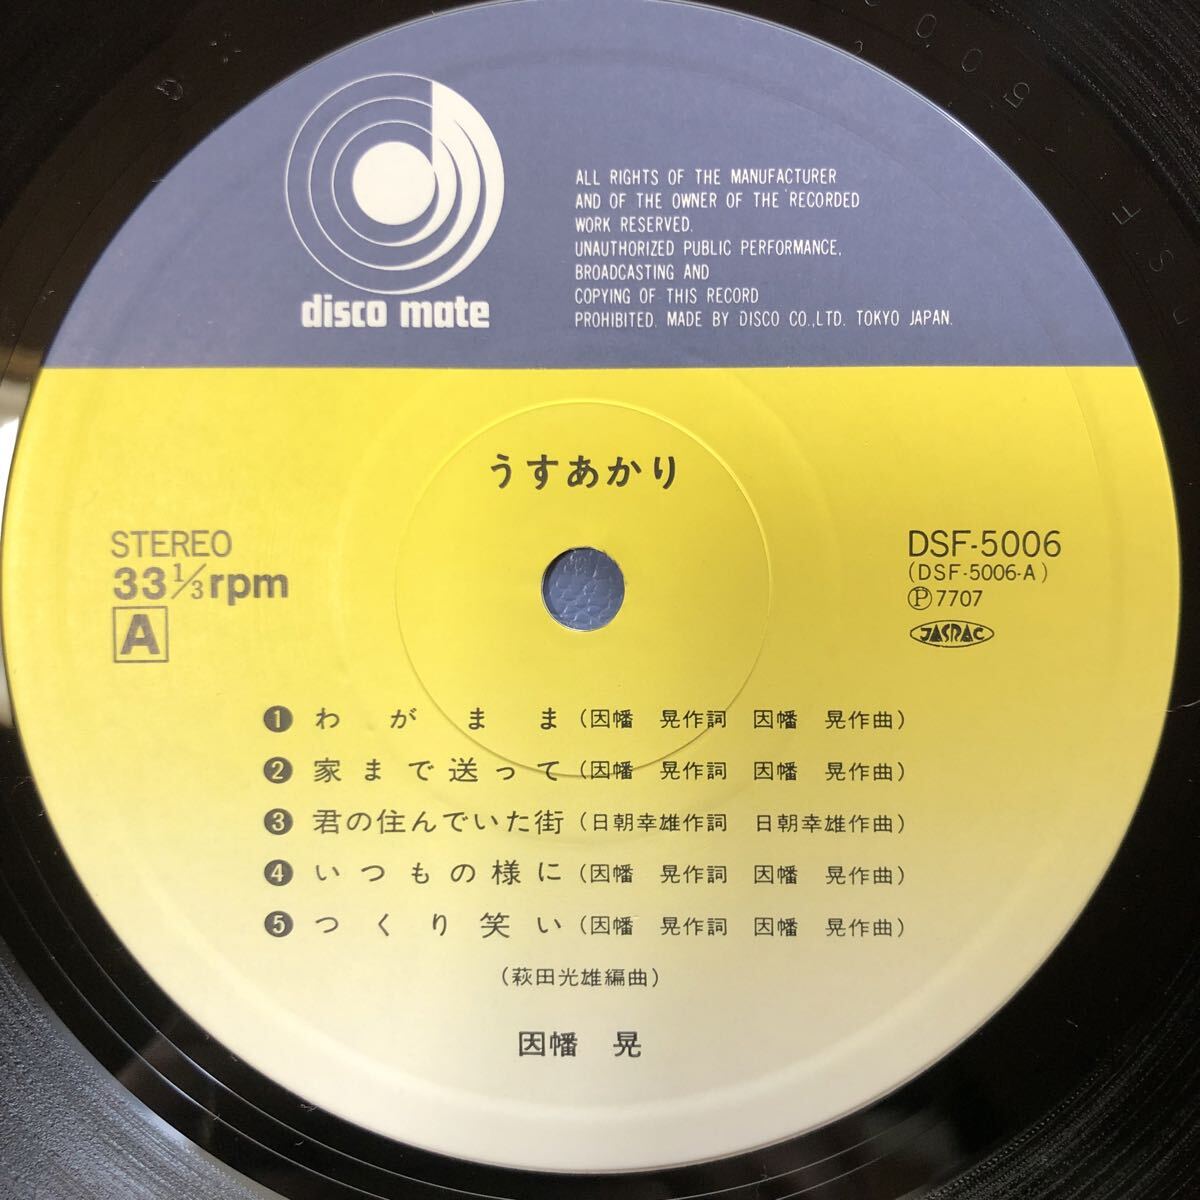 disco mate
ALL RIGHTS OF THE MANUFACTURER
AND OF THE OWNER OF THE RECORDED
WORK RESERVED.
UNAUTHORIZED PUBLIC PERFORMANCE,
BROADCASTING AND
COPYING OF THIS RECORD
PROHIBITED. MADE BY DISCO CO.,LTD. TOKYO JAPAN.
うすあかり
STEREO
33⅓rpm
A
DSF-5006
(DSF-5006-A)
Ⓟ7707
JASRAC
❶ わがまま(因幡 晃作詞 因幡 晃作曲)
❷ 家まで送って(因幡 晃作詞 因幡 晃作曲)
❸ 君の住んでいた街(日朝幸雄作詞 日朝幸雄作曲)
❹ いつもの様に(因幡 晃作詞 因幡 晃作曲)
❺ つくり笑い(因幡 晃作詞 因幡 晃作曲)
(萩田光雄編曲)
因幡 晃